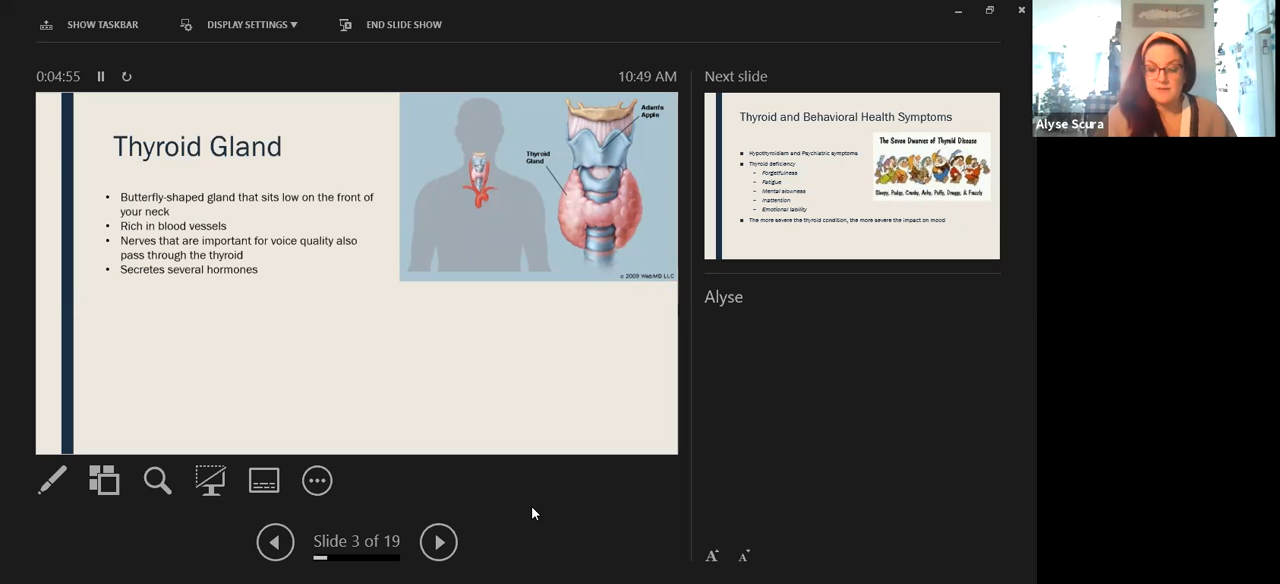 SHOW TASKBAR
DISPLAY SETTINGS ▼
END SLIDE SHOW
0:04:55
10:49 AM
Next slide
Thyroid Gland
• Butterfly-shaped gland that sits low on the front of
your neck
• Rich in blood vessels
• Nerves that are important for voice quality also
pass through the thyroid
• Secretes several hormones
Adam's
Apple
Thyroid
Gland
© 2009 WebMD LLC
Thyroid and Behavioral Health Symptoms
■ Hypothyroidism and Psychiatric symptoms
■ Thyroid deficiency
– Forgetfulness
– Fatigue
– Mental slowness
– Inattention
– Emotional lability
■ The more severe the thyroid condition, the more severe the impact on mood
The Seven Dwarves of Thyroid Disease
Sleepy, Pudgy, Cranky, Achy, Puffy, Droopy, & Frazzly
Alyse
Alyse Scura
Slide 3 of 19
A A